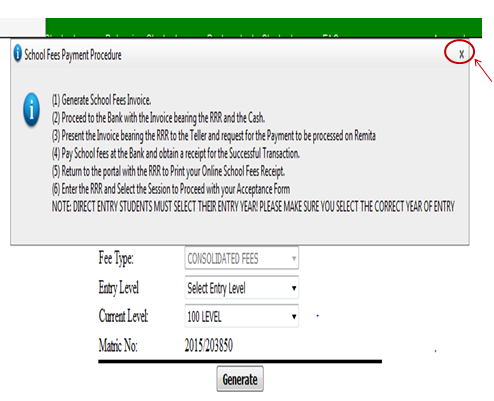 School Fees Payment Procedure
x
(1) Generate School Fees Invoice.
(2) Proceed to the Bank with the Invoice bearing the RRR and the Cash.
(3) Present the Invoice bearing the RRR to the Teller and request for the Payment to be processed on Remita
(4) Pay School fees at the Bank and obtain a receipt for the Successful Transaction.
(5) Return to the portal with the RRR to Print your Online School Fees Receipt.
(6) Enter the RRR and Select the Session to Proceed with your Acceptance Form
NOTE: DIRECT ENTRY STUDENTS MUST SELECT THEIR ENTRY YEAR! PLEASE MAKE SURE YOU SELECT THE CORRECT YEAR OF ENTRY
Fee Type: CONSOLIDATED FEES
Entry Level Select Entry Level
Current Level: 100 LEVEL
Matric No: 2015/203850
Generate